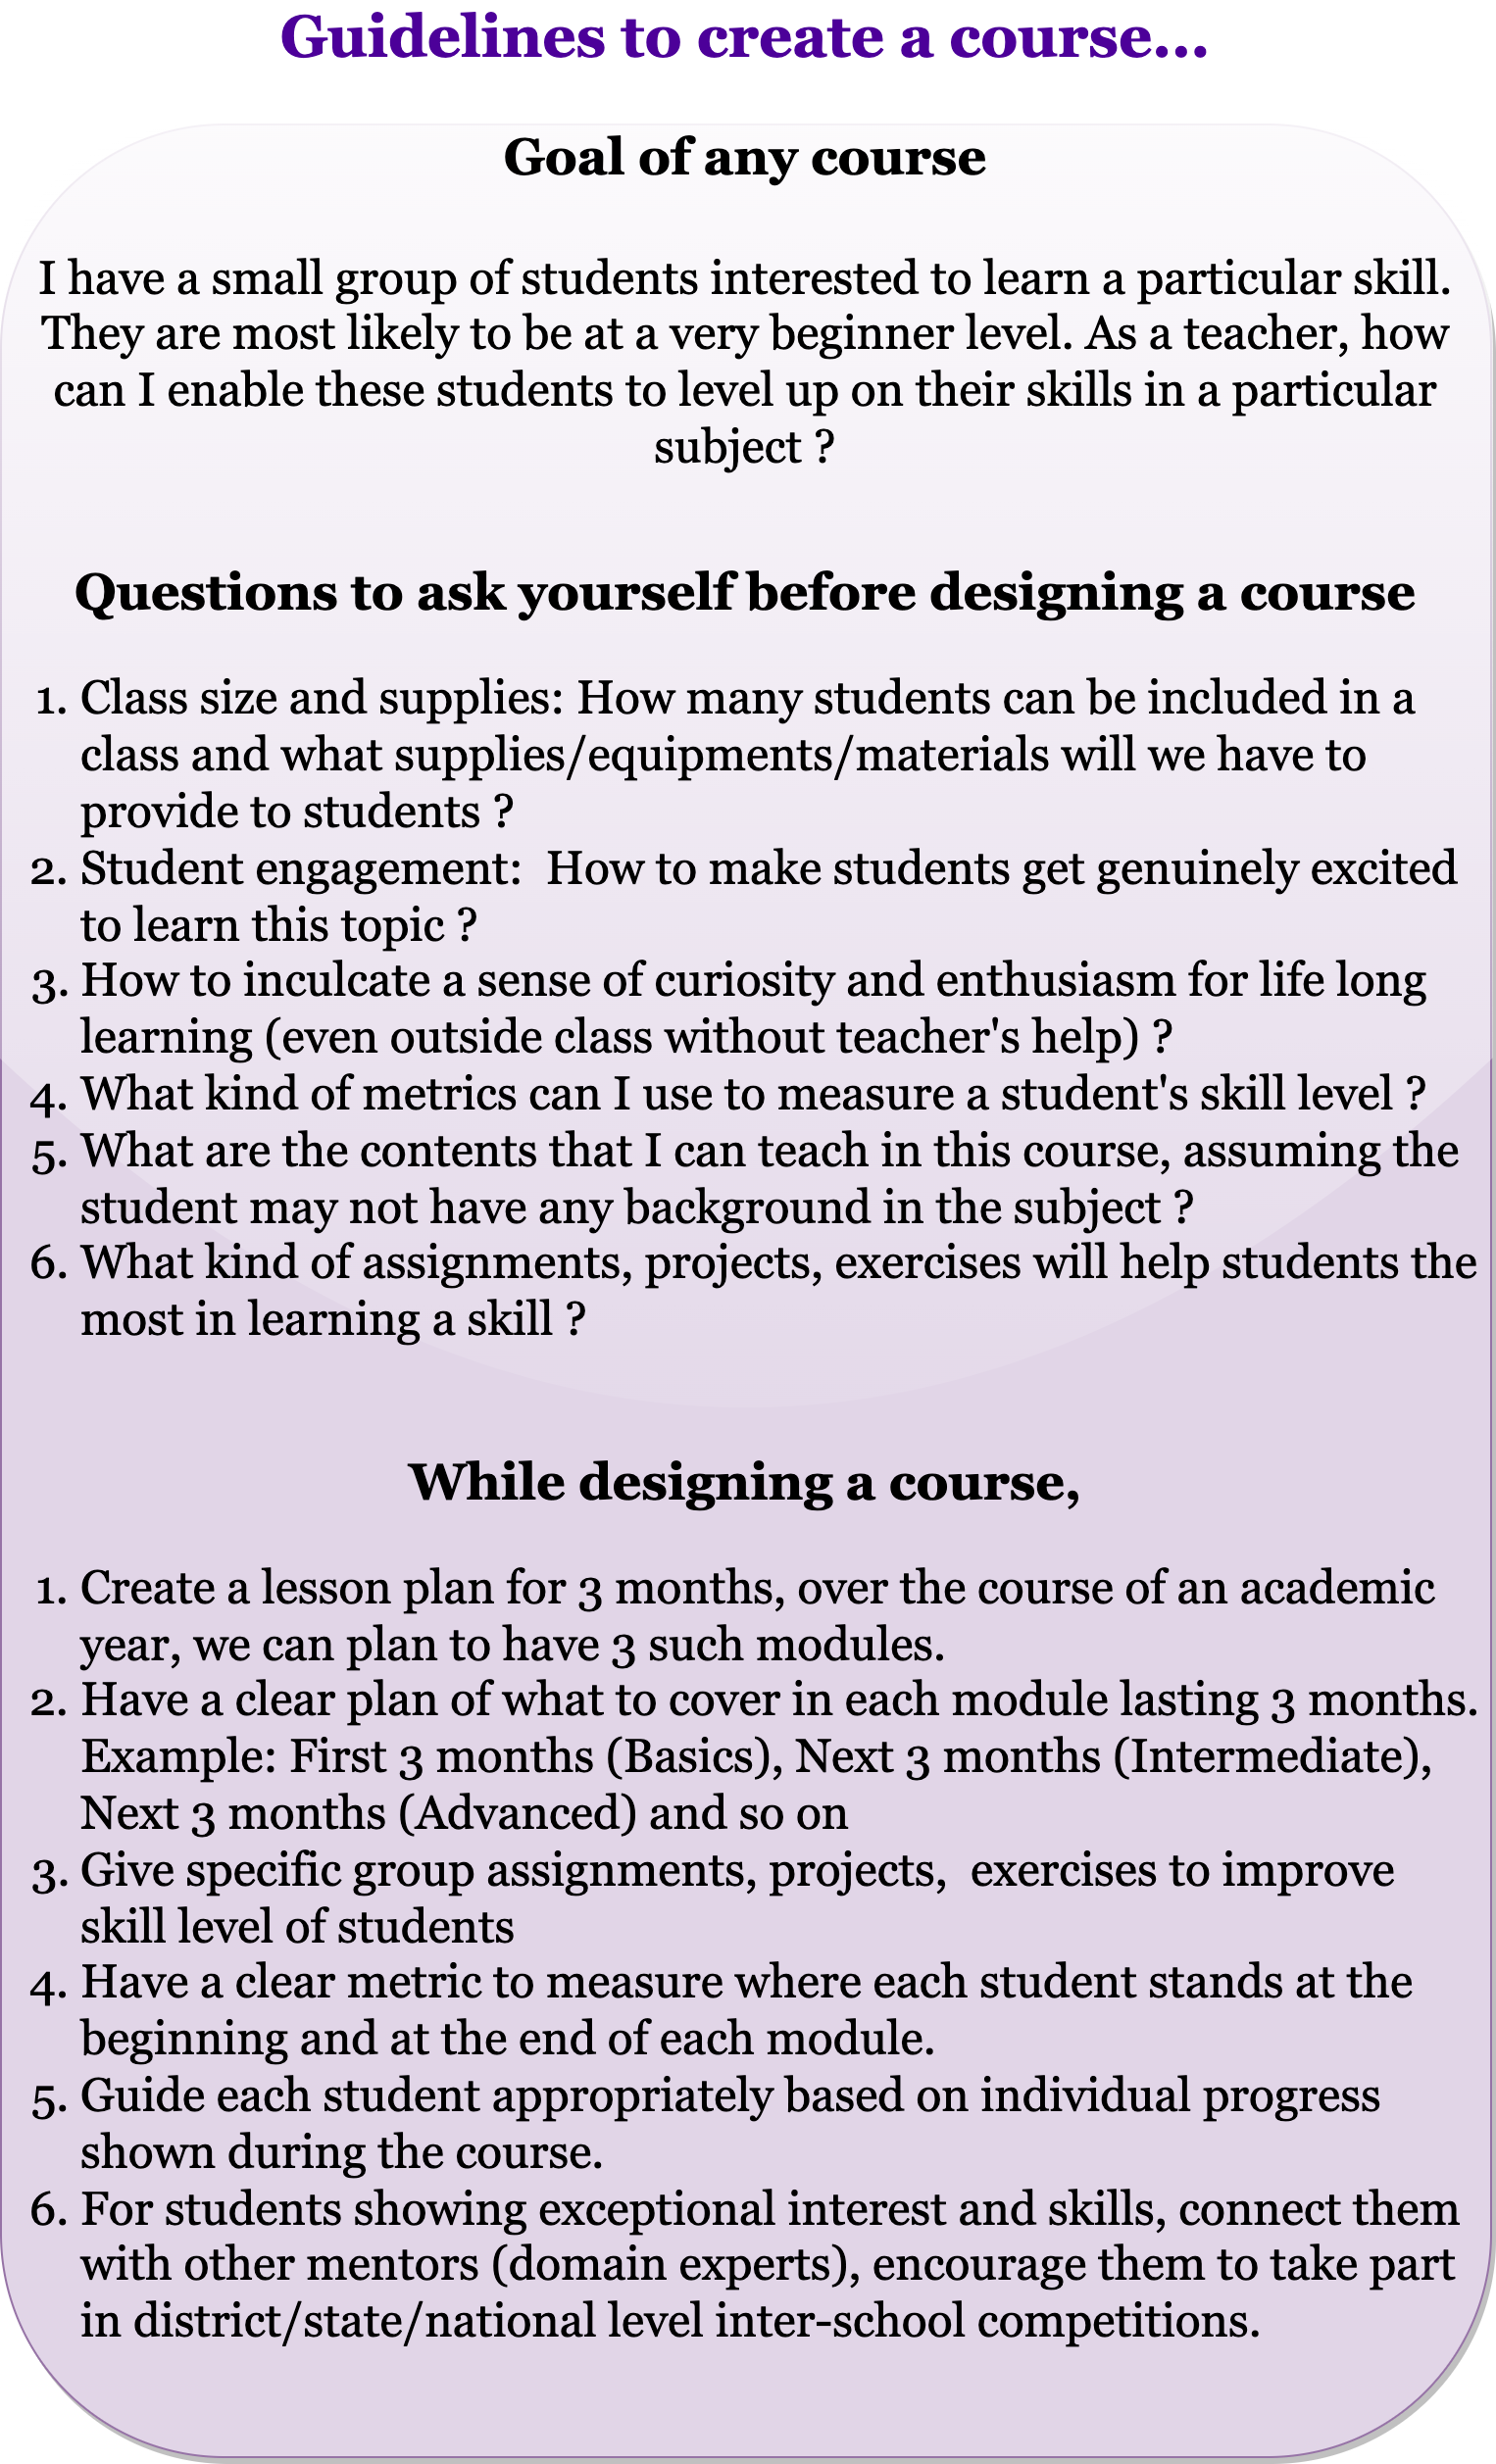 Guidelines to create a course...
Goal of any course
I have a small group of students interested to learn a particular skill.
They are most likely to be at a very beginner level. As a teacher, how
can I enable these students to level up on their skills in a particular
subject ?
Questions to ask yourself before designing a course
1. Class size and supplies: How many students can be included in a
class and what supplies/equipments/materials will we have to
provide to students ?
2. Student engagement:  How to make students get genuinely excited
to learn this topic ?
3. How to inculcate a sense of curiosity and enthusiasm for life long
learning (even outside class without teacher's help) ?
4. What kind of metrics can I use to measure a student's skill level ?
5. What are the contents that I can teach in this course, assuming the
student may not have any background in the subject ?
6. What kind of assignments, projects, exercises will help students the
most in learning a skill ?
While designing a course,
1. Create a lesson plan for 3 months, over the course of an academic
year, we can plan to have 3 such modules.
2. Have a clear plan of what to cover in each module lasting 3 months.
Example: First 3 months (Basics), Next 3 months (Intermediate),
Next 3 months (Advanced) and so on
3. Give specific group assignments, projects,  exercises to improve
skill level of students
4. Have a clear metric to measure where each student stands at the
beginning and at the end of each module.
5. Guide each student appropriately based on individual progress
shown during the course.
6. For students showing exceptional interest and skills, connect them
with other mentors (domain experts), encourage them to take part
in district/state/national level inter-school competitions.